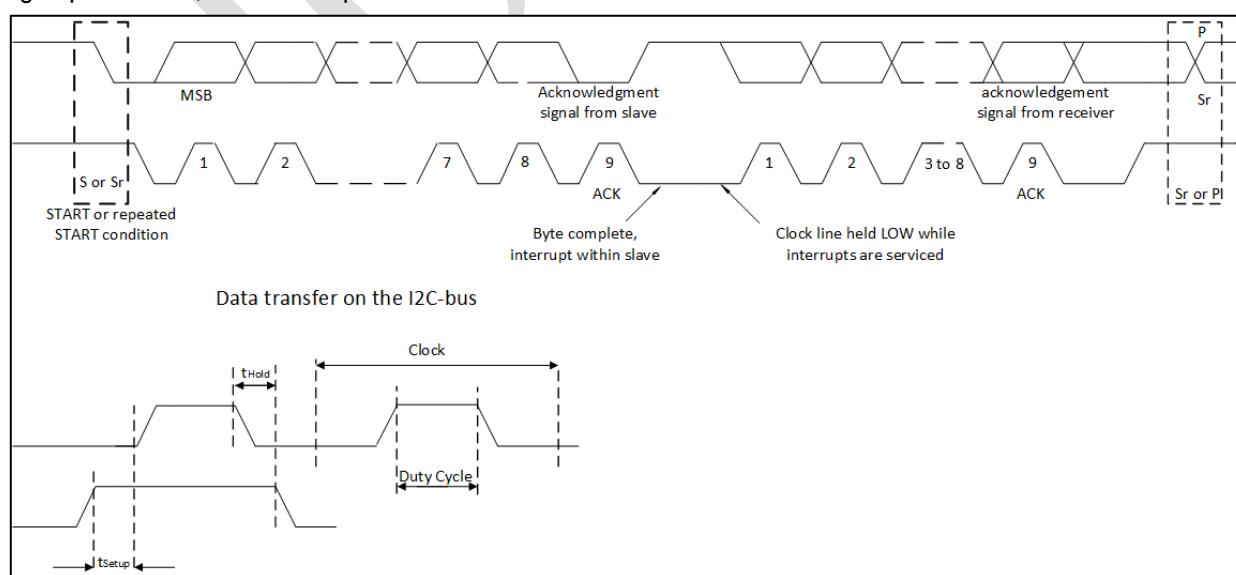 P
MSB
Acknowledgment
signal from slave
acknowledgement
signal from receiver
Sr
1
2
7
8
9
1
2
3 to 8
9
S or Sr
ACK
ACK
Sr or P
START or repeated
START condition
Byte complete,
interrupt within slave
Clock line held LOW while
interrupts are serviced
Data transfer on the I2C-bus
Clock
tHold
Duty Cycle
tSetup